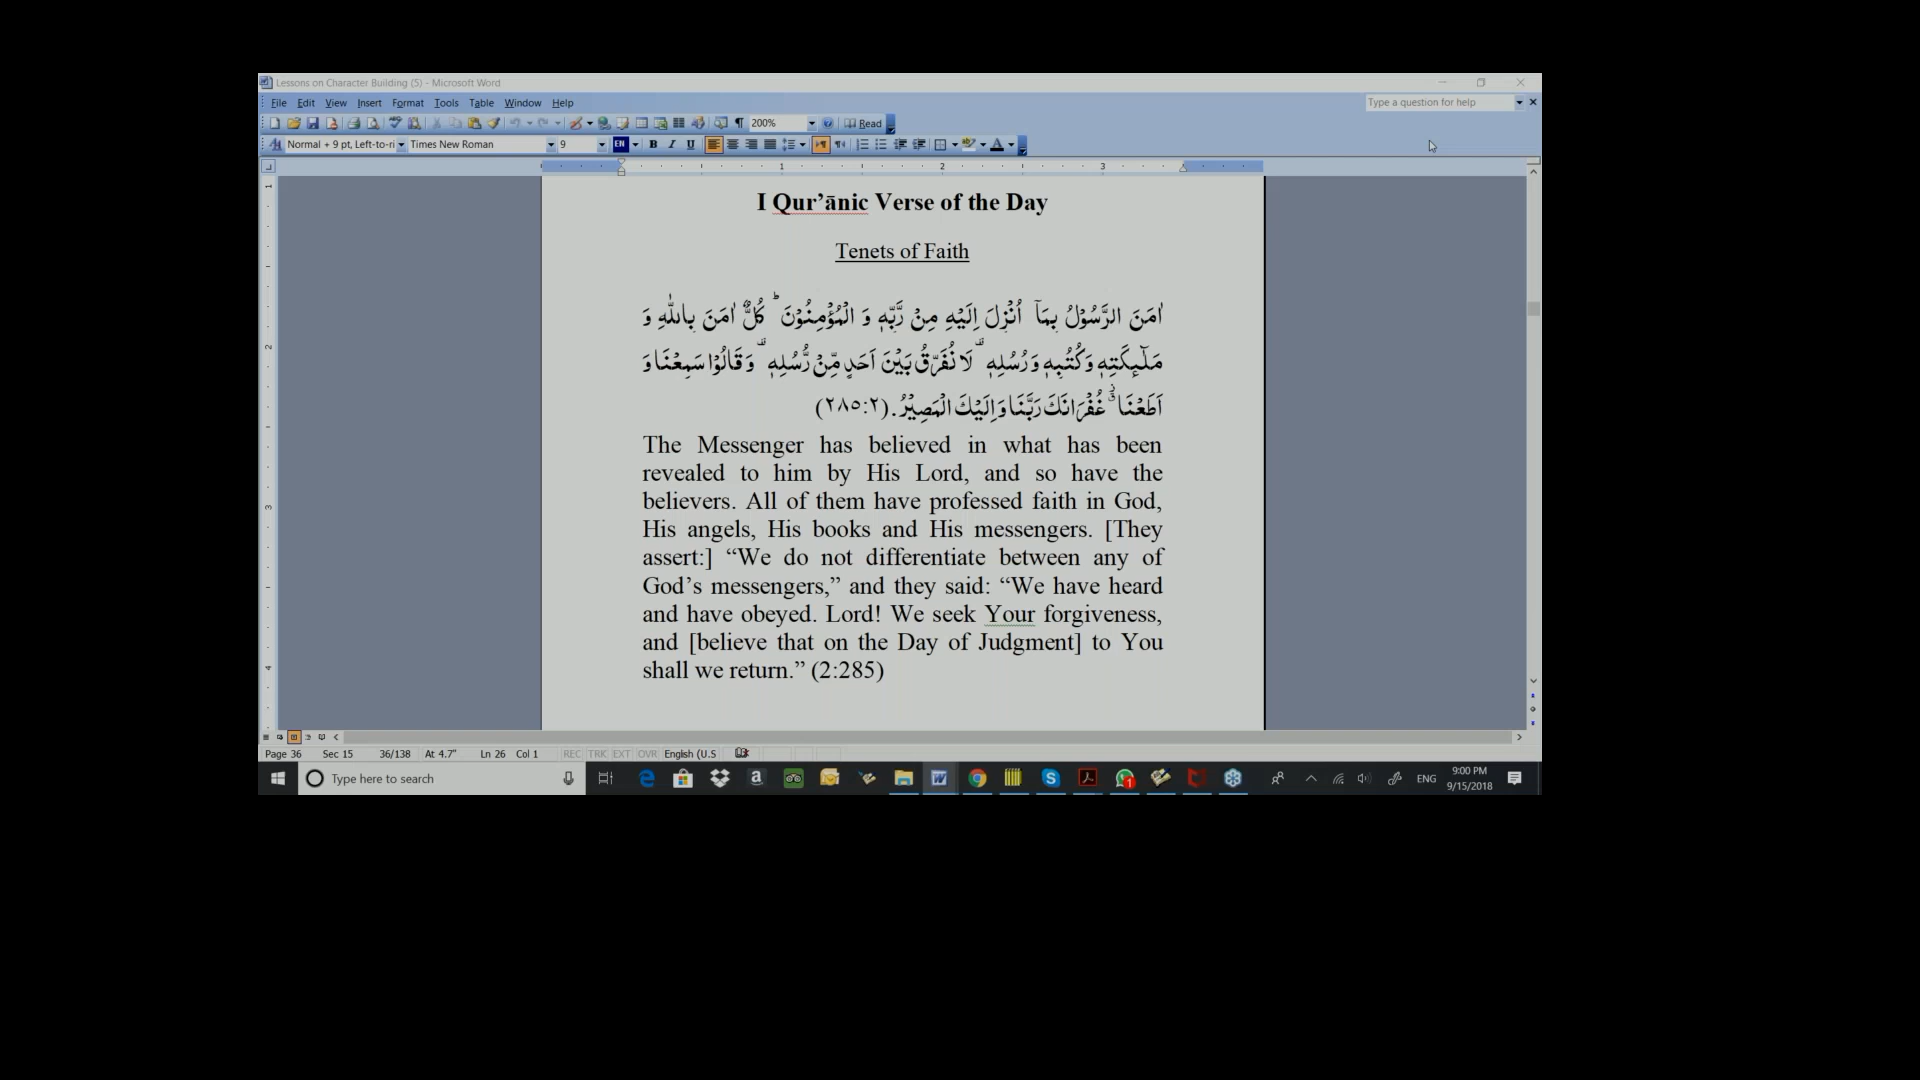 Lessons on Character Building (5) - Microsoft Word
File Edit View Insert Format Tools Table Window Help
Type a question for help
200%
Read
Normal + 9 pt, Left-to-ri
Times New Roman
9
EN
B I U
1 2 3
I Qur’ānic Verse of the Day
Tenets of Faith
اٰمَنَ الرَّسُوْلُ بِمَاۤ اُنْزِلَ اِلَيْهِ مِنْ رَّبِّهٖ وَ الْمُؤْمِنُوْنَ ؕ كُلٌّ اٰمَنَ بِاللّٰهِ وَ
مَلٰٓئِكَتِهٖ وَكُتُبِهٖ وَرُسُلِهٖ ۗ لَا نُفَرِّقُ بَيْنَ اَحَدٍ مِّنْ رُّسُلِهٖ ۗ وَقَالُوْا سَمِعْنَا وَ
اَطَعْنَا ۫ غُفْرَانَكَ رَبَّنَا وَاِلَيْكَ الْمَصِيْرُ. (٢:٢٨٥)
The Messenger has believed in what has been
revealed to him by His Lord, and so have the
believers. All of them have professed faith in God,
His angels, His books and His messengers. [They
assert:] “We do not differentiate between any of
God’s messengers,” and they said: “We have heard
and have obeyed. Lord! We seek Your forgiveness,
and [believe that on the Day of Judgment] to You
shall we return.” (2:285)
Page 36 Sec 15 36/138 At 4.7" Ln 26 Col 1 REC TRK EXT OVR English (U.S
Type here to search
ENG
9:00 PM
9/15/2018